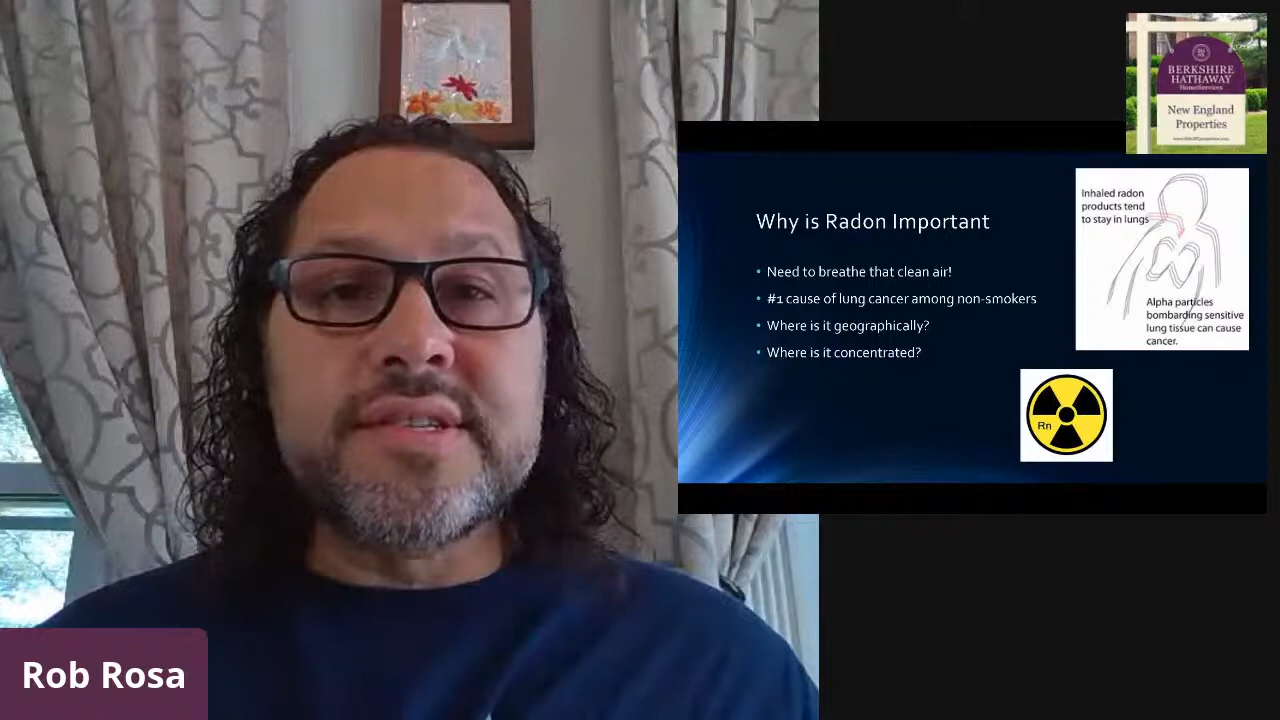 BERKSHIRE
HATHAWAY
HomeServices
New England
Properties
Why is Radon Important
• Need to breathe that clean air!
• #1 cause of lung cancer among non-smokers
• Where is it geographically?
• Where is it concentrated?
Inhaled radon
products tend
to stay in lungs
Alpha particles
bombarding sensitive
lung tissue can cause
cancer.
Rn
Rob Rosa